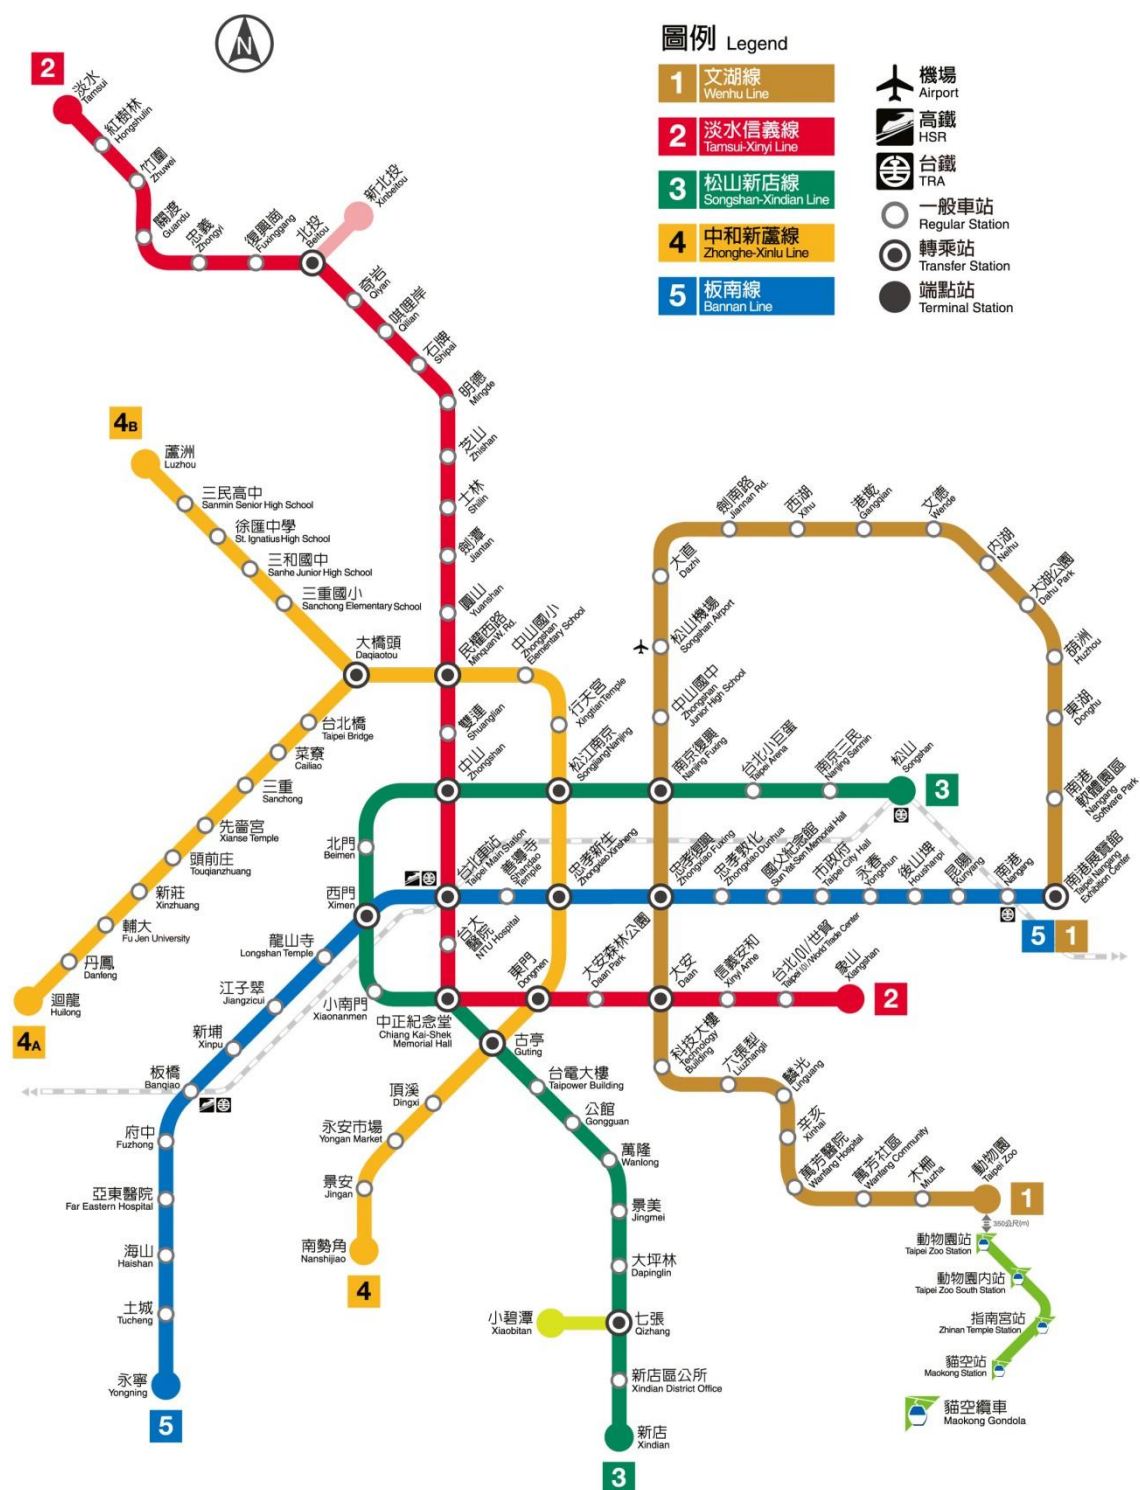 N
圖例 Legend
1 文湖線
Wenhu Line
2 淡水信義線
Tamsui-Xinyi Line
3 松山新店線
Songshan-Xindian Line
4 中和新蘆線
Zhonghe-Xinlu Line
5 板南線
Bannan Line
機場
Airport
高鐵
HSR
台鐵
TRA
一般車站
Regular Station
轉乘站
Transfer Station
端點站
Terminal Station
2
淡水
Tamsui
紅樹林
Hongshulin
竹圍
Zhuwei
關渡
Guandu
忠義
Zhongyi
復興崗
Fuxinggang
北投
Beitou
新北投
Xinbeitou
奇岩
Qiyan
唭哩岸
Qilian
石牌
Shipai
明德
Mingde
芝山
Zhishan
士林
Shilin
劍潭
Jiantan
圓山
Yuanshan
民權西路
Minquan W. Rd.
雙連
Shuanglian
中山
Zhongshan
台北車站
Taipei Main Station
台大
醫院
NTU Hospital
中正紀念堂
Chiang Kai-Shek
Memorial Hall
東門
Dongmen
大安森林公園
Daan Park
大安
Daan
信義安和
Xinyi Anhe
台北101/世貿
Taipei 101/World Trade Center
象山
Xiangshan
2
4B
蘆洲
Luzhou
三民高中
Sanmin Senior High School
徐匯中學
St. Ignatius High School
三和國中
Sanhe Junior High School
三重國小
Sanchong Elementary School
大橋頭
Daqiaotou
台北橋
Taipei Bridge
菜寮
Cailiao
三重
Sanchong
先嗇宮
Xianse Temple
頭前庄
Touqianzhuang
新莊
Xinzhuang
輔大
Fu Jen University
丹鳳
Danfeng
迴龍
Huilong
4A
中山國小
Zhongshan
Elementary School
行天宮
Xingtian Temple
松江南京
Songjiang Nanjing
忠孝新生
Zhongxiao Xinsheng
古亭
Guting
頂溪
Dingxi
永安市場
Yongan Market
景安
Jingan
南勢角
Nanshijiao
4
劍南路
Jiannan Rd.
西湖
Xihu
港墘
Gangqian
文德
Wende
內湖
Neihu
大湖公園
Dahu Park
葫洲
Huzhou
東湖
Donghu
南港
軟體園區
Nangang
Software Park
南港展覽館
Taipei Nangang
Exhibition Center
5 1
大直
Dazhi
松山機場
Songshan Airport
中山國中
Zhongshan
Junior High School
南京復興
Nanjing Fuxing
台北小巨蛋
Taipei Arena
南京三民
Nanjing Sanmin
松山
Songshan
3
北門
Beimen
西門
Ximen
小南門
Xiaonanmen
善導寺
Shandao
Temple
忠孝復興
Zhongxiao Fuxing
忠孝敦化
Zhongxiao Dunhua
國父紀念館
Sun Yat-Sen Memorial Hall
市政府
Taipei City Hall
永春
Yongchun
後山埤
Houshanpi
昆陽
Kunyang
南港
Nangang
龍山寺
Longshan Temple
江子翠
Jiangzicui
新埔
Xinpu
板橋
Banqiao
府中
Fuzhong
亞東醫院
Far Eastern Hospital
海山
Haishan
土城
Tucheng
永寧
Yongning
5
台電大樓
Taipower Building
公館
Gongguan
萬隆
Wanlong
景美
Jingmei
大坪林
Dapinglin
小碧潭
Xiaobitan
七張
Qizhang
新店區公所
Xindian District Office
新店
Xindian
3
科技大樓
Technology
Building
六張犁
Liuzhangli
麟光
Linguang
辛亥
Xinhai
萬芳醫院
Wanfang Hospital
萬芳社區
Wanfang Community
木柵
Muzha
動物園
Taipei Zoo
1
350公尺(m)
動物園站
Taipei Zoo Station
動物園內站
Taipei Zoo South Station
指南宮站
Zhinan Temple Station
貓空站
Maokong Station
貓空纜車
Maokong Gondola